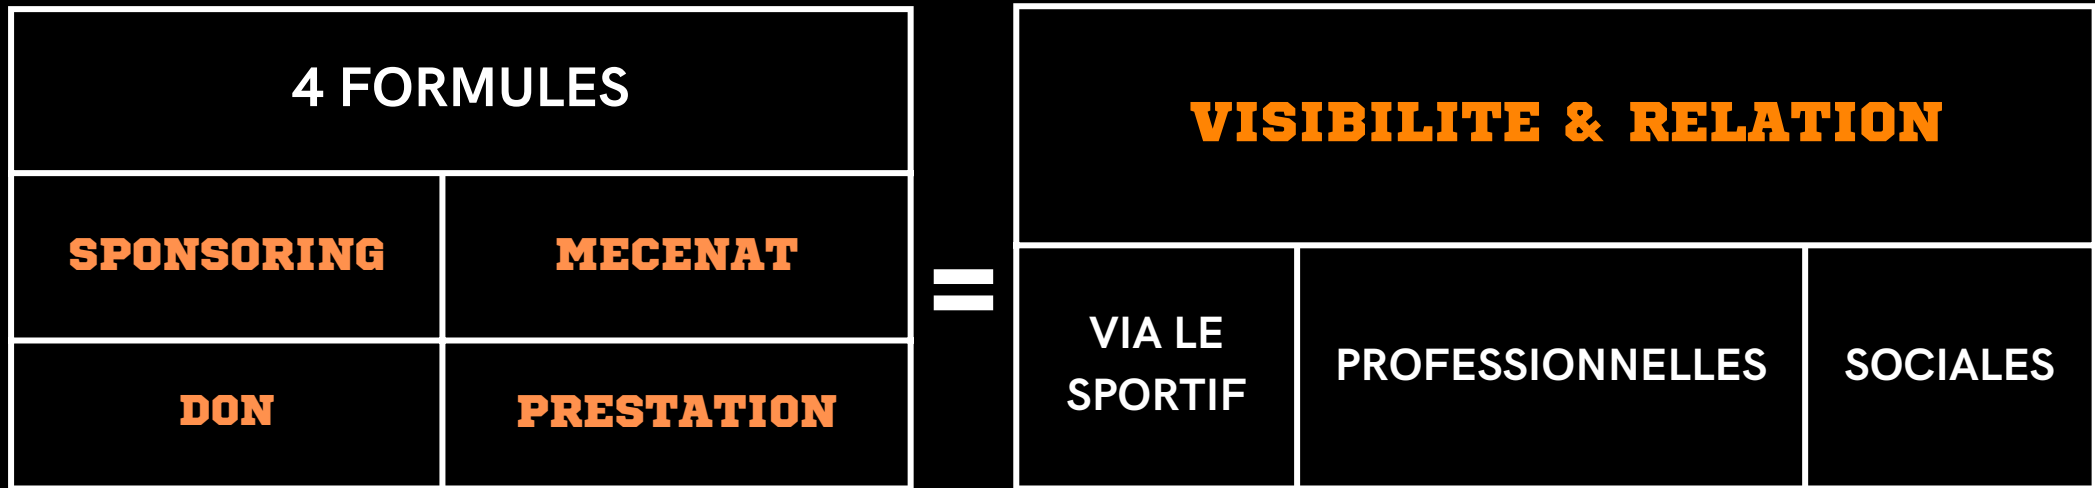 4 FORMULES
SPONSORING
MECENAT
DON
PRESTATION
=
VISIBILITE & RELATION
VIA LE
SPORTIF
PROFESSIONNELLES
SOCIALES